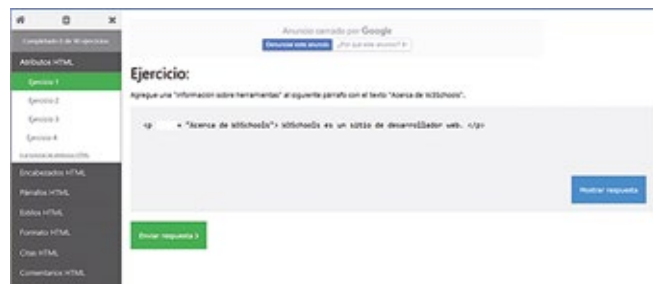 Completado 0 de 90 ejercicios
Atributos HTML
Ejercicio 1
Ejercicio 2
Ejercicio 3
Ejercicio 4
Encabezados HTML
Párrafos HTML
Estilos HTML
Formato HTML
Citas HTML
Comentarios HTML
Anuncio cerrado por Google
Denunciar este anuncio
¿Por qué este anuncio?
Ejercicio:
Agregue una "información sobre herramientas" al siguiente párrafo con el texto "Acerca de W3Schools".
<p = "Acerca de W3Schools"> W3Schools es un sitio de desarrollador web. </p>
Mostrar respuesta
Enviar respuesta ❯